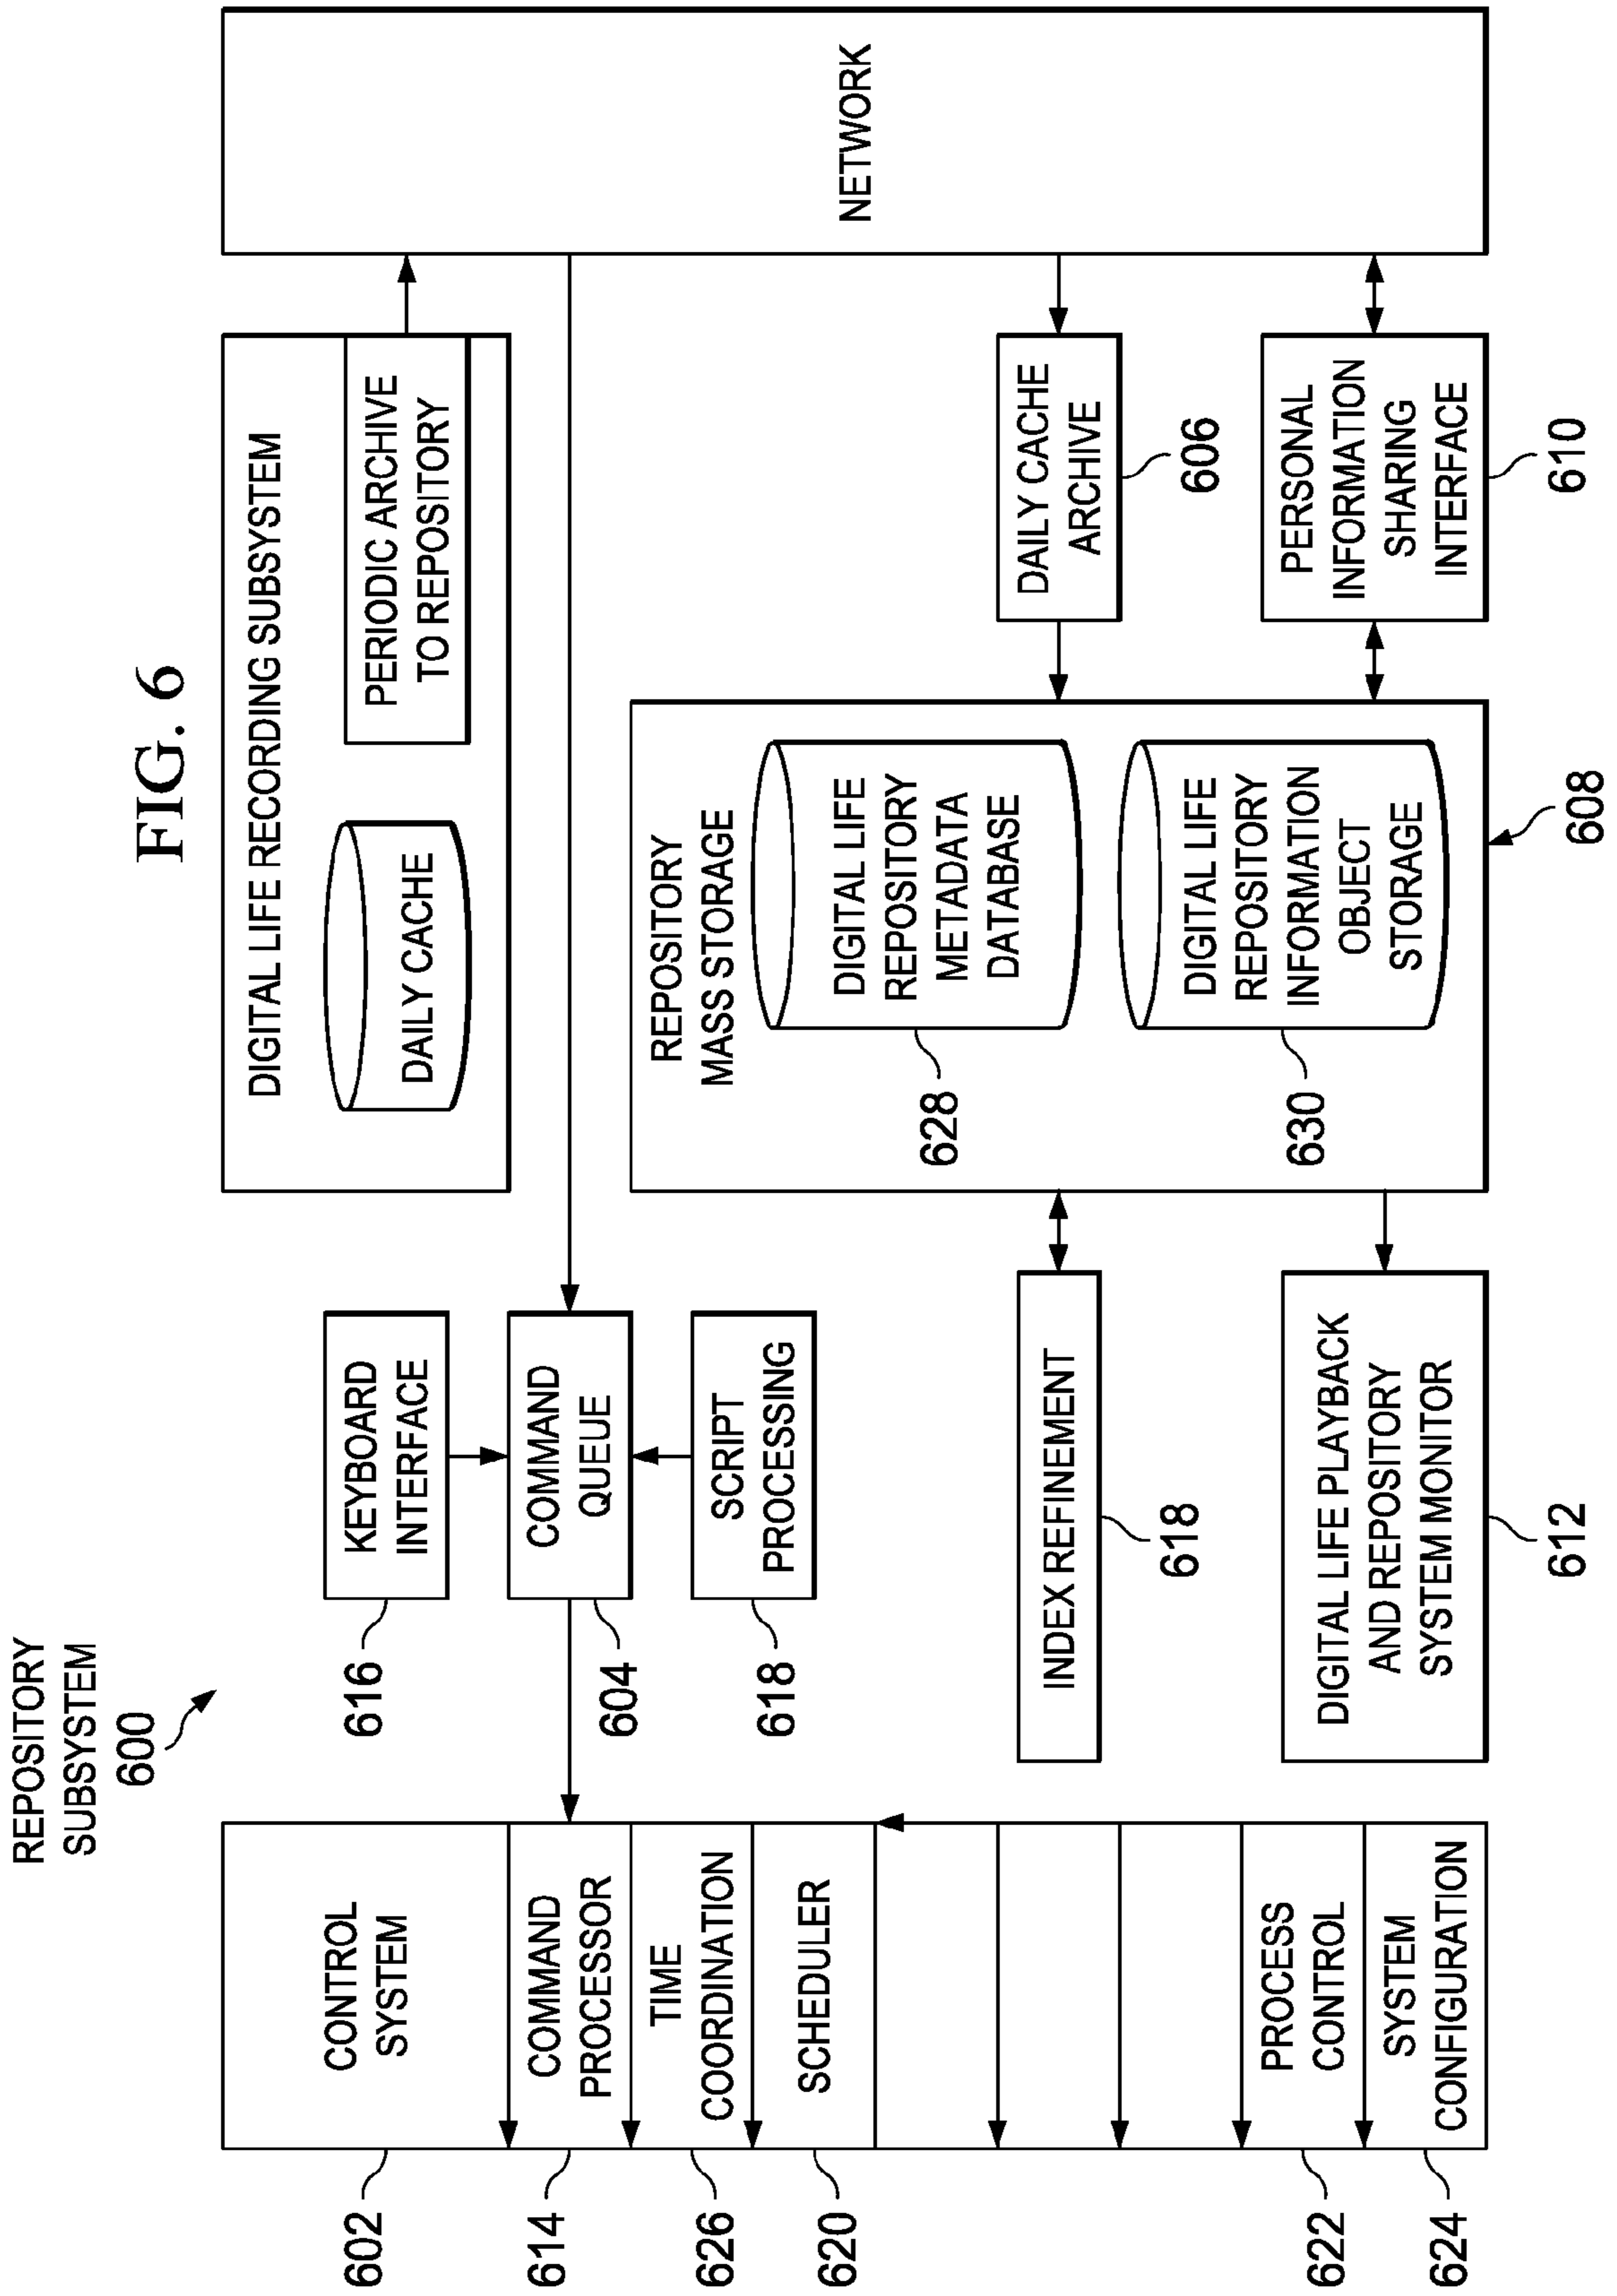 FIG. 6
REPOSITORY
SUBSYSTEM
600
CONTROL
SYSTEM
602
COMMAND
PROCESSOR
614
TIME
COORDINATION
626
SCHEDULER
620
PROCESS
CONTROL
622
SYSTEM
CONFIGURATION
624
KEYBOARD
INTERFACE
616
COMMAND
QUEUE
604
SCRIPT
PROCESSING
618
INDEX REFINEMENT
618
DIGITAL LIFE PLAYBACK
AND REPOSITORY
SYSTEM MONITOR
612
DIGITAL LIFE RECORDING SUBSYSTEM
DAILY CACHE
PERIODIC ARCHIVE
TO REPOSITORY
REPOSITORY
MASS STORAGE
DIGITAL LIFE
REPOSITORY
METADATA
DATABASE
628
DIGITAL LIFE
REPOSITORY
INFORMATION
OBJECT
STORAGE
630
608
DAILY CACHE
ARCHIVE
606
PERSONAL
INFORMATION
SHARING
INTERFACE
610
NETWORK